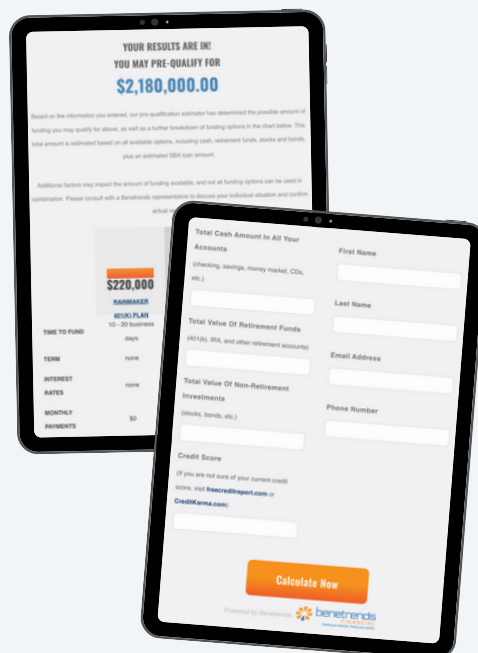 YOUR RESULTS ARE IN!
YOU MAY PRE-QUALIFY FOR
$2,180,000.00
Based on the information you entered, our pre-qualification estimator has determined the possible amount of
funding you may qualify for above, as well as a further breakdown of funding options in the chart below. This
total amount is estimated based on all available options, including cash, retirement funds, stocks and bonds,
plus an estimated SBA loan amount.
Additional factors may impact the amount of funding available, and not all funding options can be used in
combination. Please consult with a Benetrends representative to discuss your individual situation and confirm
actual
$220,000
RAINMAKER
401(K) PLAN
TIME TO FUND
10 - 20 business
days
TERM
none
INTEREST
RATES
none
MONTHLY
PAYMENTS
$0
Total Cash Amount In All Your
Accounts
(checking, savings, money market, CDs,
etc.)
Total Value Of Retirement Funds
(401(k), IRA, and other retirement accounts)
Total Value Of Non-Retirement
Investments
(stocks, bonds, etc.)
Credit Score
(If you are not sure of your current credit
score, visit freecreditreport.com or
CreditKarma.com)
First Name
Last Name
Email Address
Phone Number
Calculate Now
Powered by Benetrends
benetrends
FINANCIAL